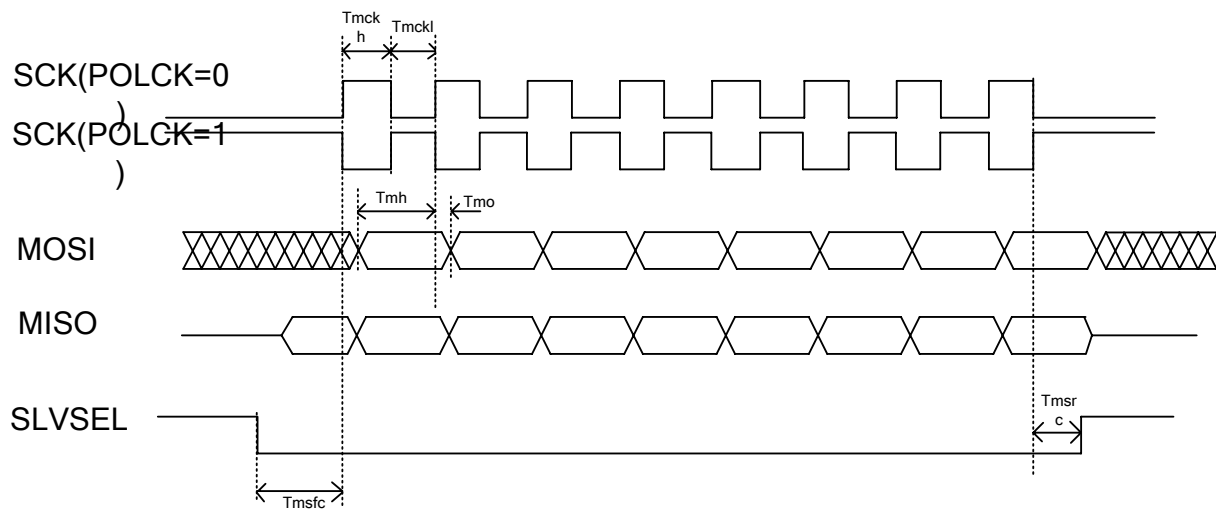 Tmck
h
Tmckl
SCK(POLCK=0
)
SCK(POLCK=1
)
Tmh
Tmo
MOSI
MISO
SLVSEL
Tmsr
c
Tmsfc